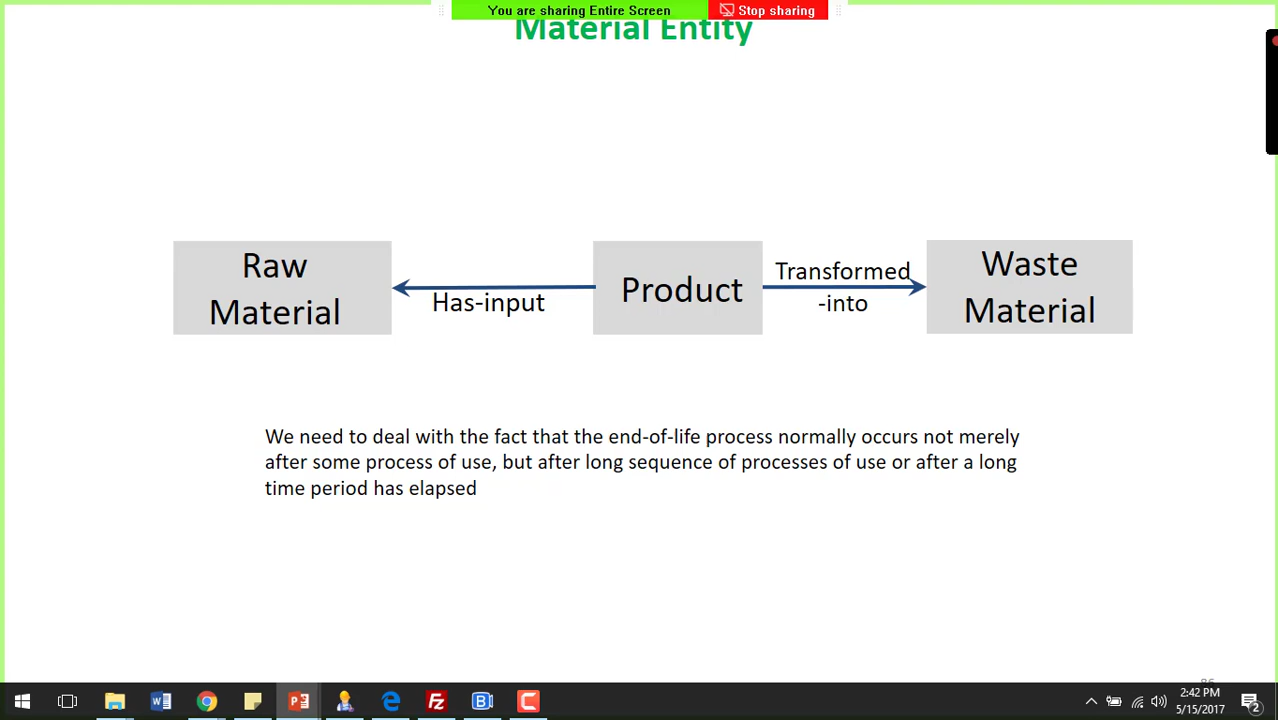 You are sharing Entire Screen
Stop sharing
Material Entity
Raw
Material
Has-input
Product
Transformed
-into
Waste
Material
We need to deal with the fact that the end-of-life process normally occurs not merely
after some process of use, but after long sequence of processes of use or after a long
time period has elapsed
86
2:42 PM
5/15/2017
2